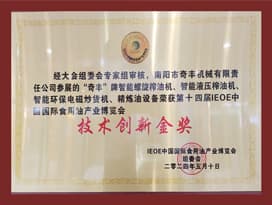 经大会组委会专家组审核，南阳市奇丰机械有限责
任公司参展的“奇丰”牌智能螺旋榨油机、智能液压榨油机、
智能环保电磁炒货机、精炼油设备荣获第十四届IEOE中
国国际食用油产业博览会
技术创新金奖
IEOE中国国际食用油产业博览会
组委会
二零二四年五月十日